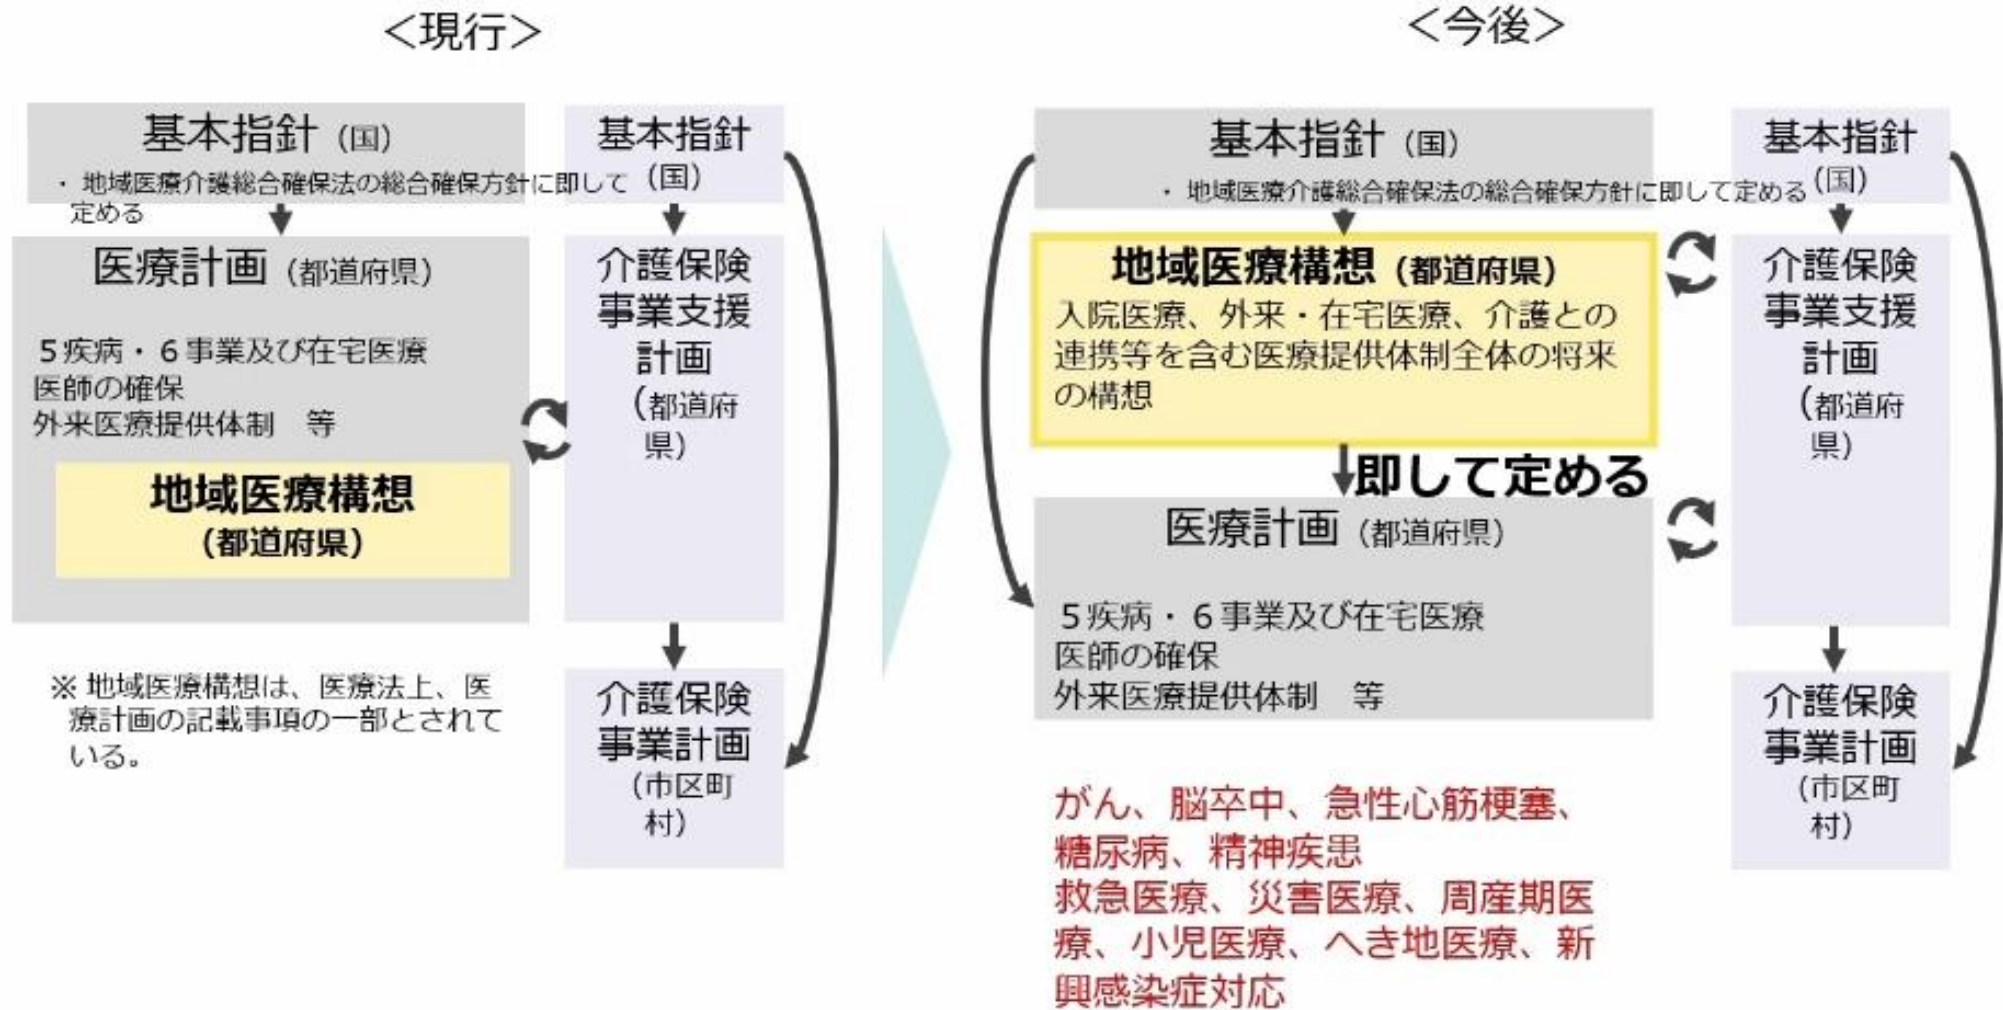 ＜現行＞
基本指針（国）
・ 地域医療介護総合確保法の総合確保方針に即して
定める
医療計画（都道府県）
５疾病・６事業及び在宅医療
医師の確保
外来医療提供体制　等
地域医療構想
（都道府県）
※ 地域医療構想は、医療法上、医
療計画の記載事項の一部とされて
いる。
基本指針
（国）
介護保険
事業支援
計画
（都道府
県）
介護保険
事業計画
（市区町
村）
＜今後＞
基本指針（国）
・ 地域医療介護総合確保法の総合確保方針に即して定める
地域医療構想（都道府県）
入院医療、外来・在宅医療、介護との
連携等を含む医療提供体制全体の将来
の構想
即して定める
医療計画（都道府県）
５疾病・６事業及び在宅医療
医師の確保
外来医療提供体制　等
がん、脳卒中、急性心筋梗塞、
糖尿病、精神疾患
救急医療、災害医療、周産期医
療、小児医療、へき地医療、新
興感染症対応
基本指針
（国）
介護保険
事業支援
計画
（都道府
県）
介護保険
事業計画
（市区町
村）